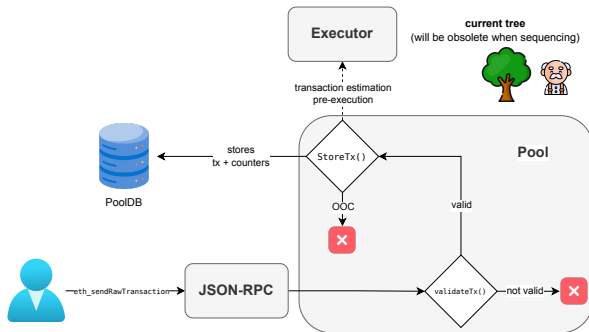 Executor
current tree
(will be obsolete when sequencing)
transaction estimation
pre-execution
Pool
stores
tx + counters
StoreTx()
PoolDB
OOC
valid
eth_sendRawTransaction
JSON-RPC
validateTx()
not valid